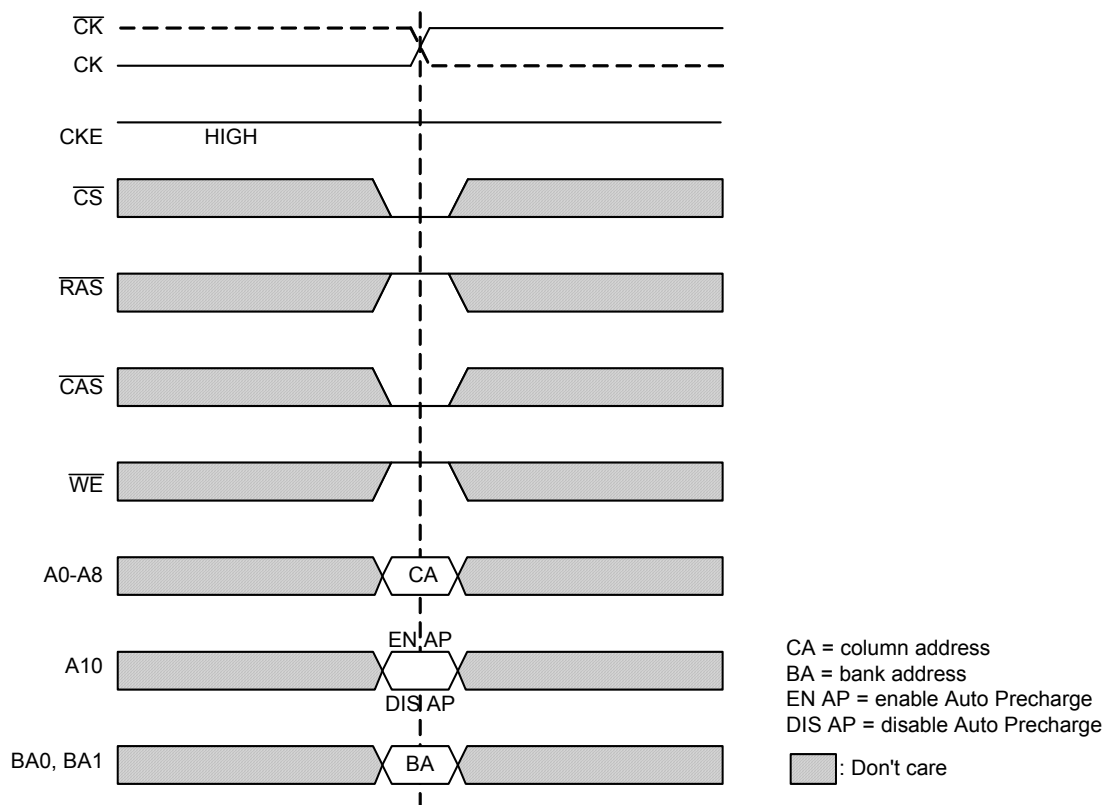 CK
CK
CKE HIGH
CS
RAS
CAS
WE
A0-A8 CA
EN AP
A10
DIS AP
BA0, BA1 BA
CA = column address
BA = bank address
EN AP = enable Auto Precharge
DIS AP = disable Auto Precharge
: Don't care